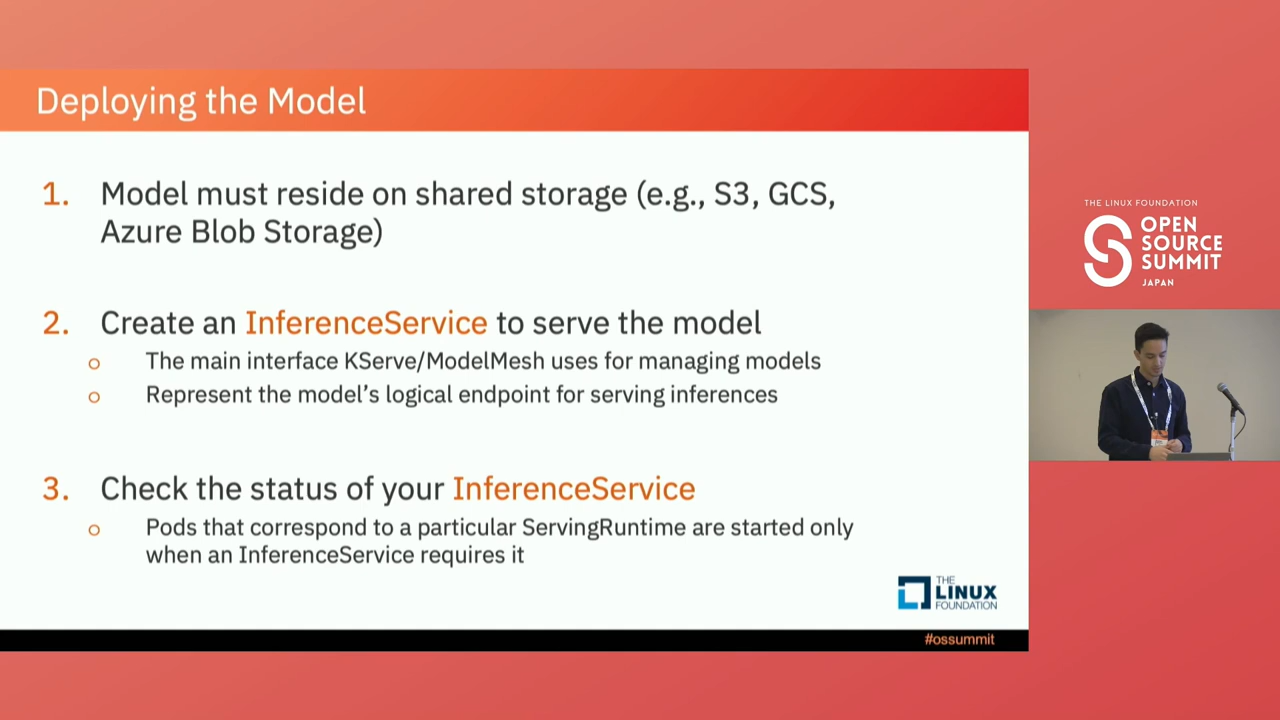 Deploying the Model
1. Model must reside on shared storage (e.g., S3, GCS,
Azure Blob Storage)
2. Create an InferenceService to serve the model
o The main interface KServe/ModelMesh uses for managing models
o Represent the model's logical endpoint for serving inferences
3. Check the status of your InferenceService
o Pods that correspond to a particular ServingRuntime are started only
when an InferenceService requires it
THE
LINUX
FOUNDATION
#ossummit
THE LINUX FOUNDATION
OPEN
SOURCE
SUMMIT
JAPAN